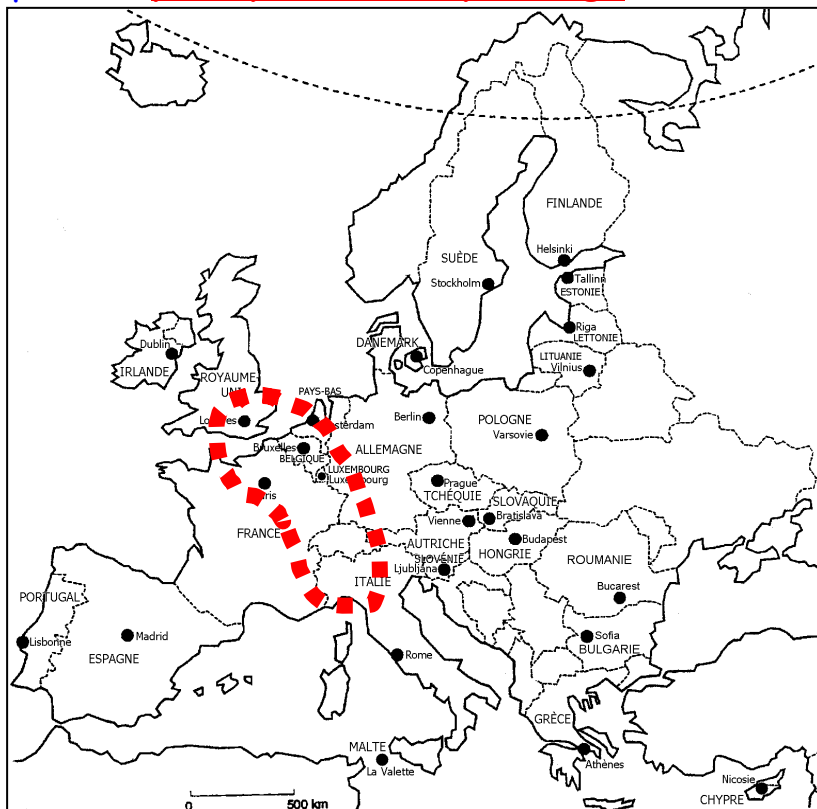 FINLANDE
Helsinki
SUÈDE
Stockholm
Tallinn
ESTONIE
Riga
LETTONIE
DANEMARK
Copenhague
LITUANIE
Vilnius
Dublin
IRLANDE
ROYAUME-
PAYS-BAS
Berlin
POLOGNE
Varsovie
Bruxelles
BELGIQUE
ALLEMAGNE
LUXEMBOURG
Prague
TCHÉQUIE
SLOVAQUIE
Bratislava
Vienne
FRANCE
AUTRICHE
Budapest
HONGRIE
SLOVÉNIE
Ljubljana
ROUMANIE
ITALIE
Bucarest
PORTUGAL
Lisbonne
Madrid
ESPAGNE
Rome
Sofia
BULGARIE
GRÈCE
Athènes
MALTE
La Valette
Nicosie
CHYPRE
0 500 km